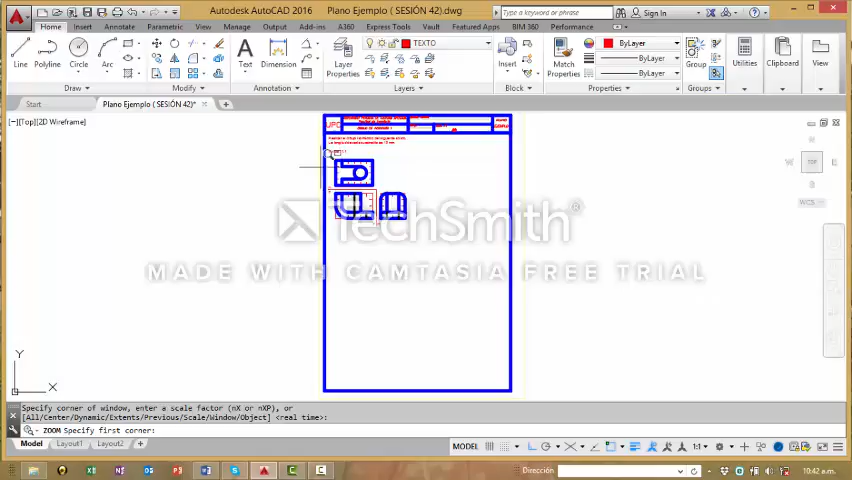 Autodesk AutoCAD 2016   Plano Ejemplo ( SESIÓN 42).dwg
Type a keyword or phrase
Sign In
Home Insert Annotate Parametric View Manage Output Add-ins A360 Express Tools Vault Featured Apps BIM 360 Performance
Line Polyline Circle Arc
Text Dimension
Layer Properties
TEXTO
Insert
Match Properties
ByLayer
ByLayer
ByLayer
Group
Utilities
Clipboard
View
Draw Modify Annotation Layers Block Properties Groups
Start
Plano Ejemplo (SESIÓN 42)*
[−][Top][2D Wireframe]
W TOP E
WCS
UPC
TechSmith®
MADE WITH CAMTASIA FREE TRIAL
Y
X
Specify corner of window, enter a scale factor (nX or nXP), or
[All/Center/Dynamic/Extents/Previous/Scale/Window/Object] <real time>:
ZOOM Specify first corner:
Model Layout1 Layout2
MODEL
1:1
Dirección
10:42 a.m.